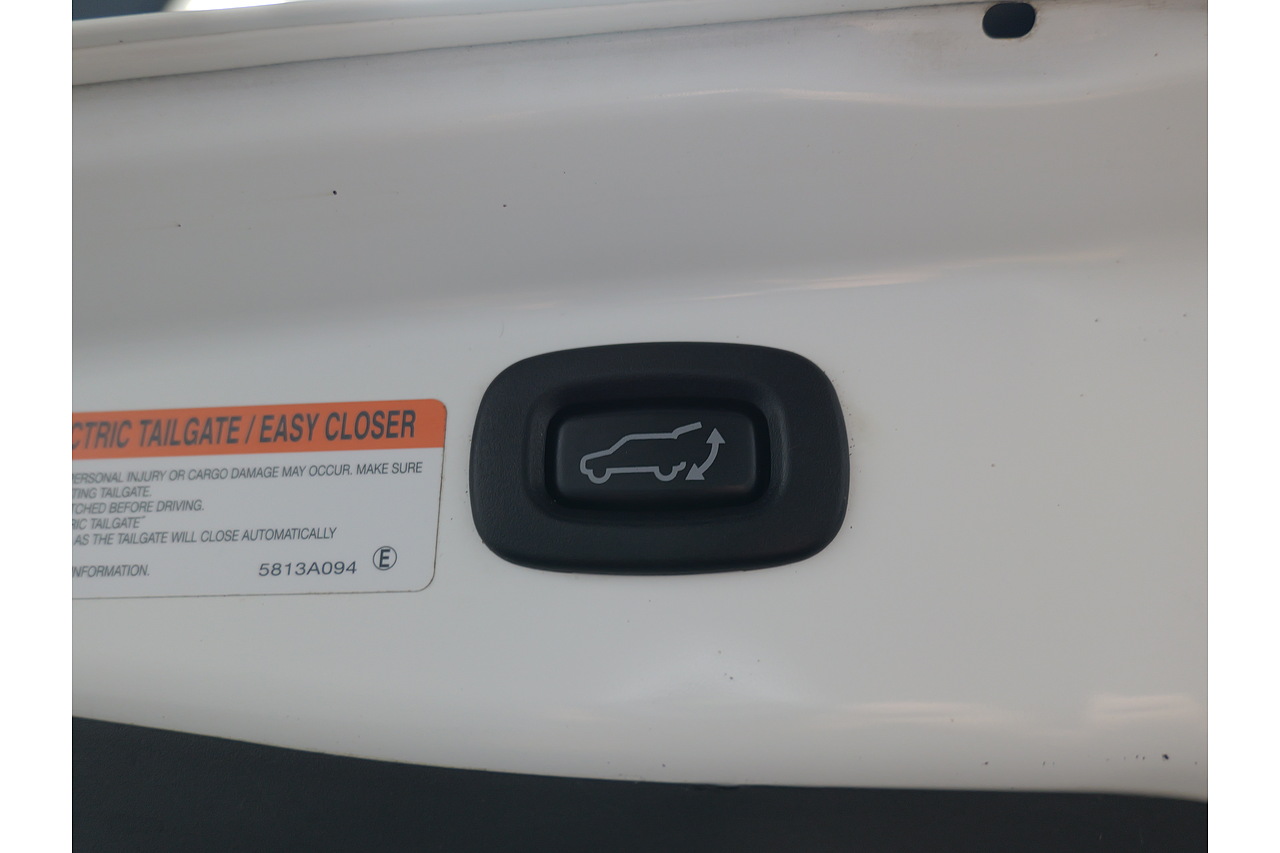 CTRIC TAILGATE / EASY CLOSER
PERSONAL INJURY OR CARGO DAMAGE MAY OCCUR. MAKE SURE
TING TAILGATE.
TCHED BEFORE DRIVING.
RIC TAILGATE"
AS THE TAILGATE WILL CLOSE AUTOMATICALLY
INFORMATION.
5813A094 E